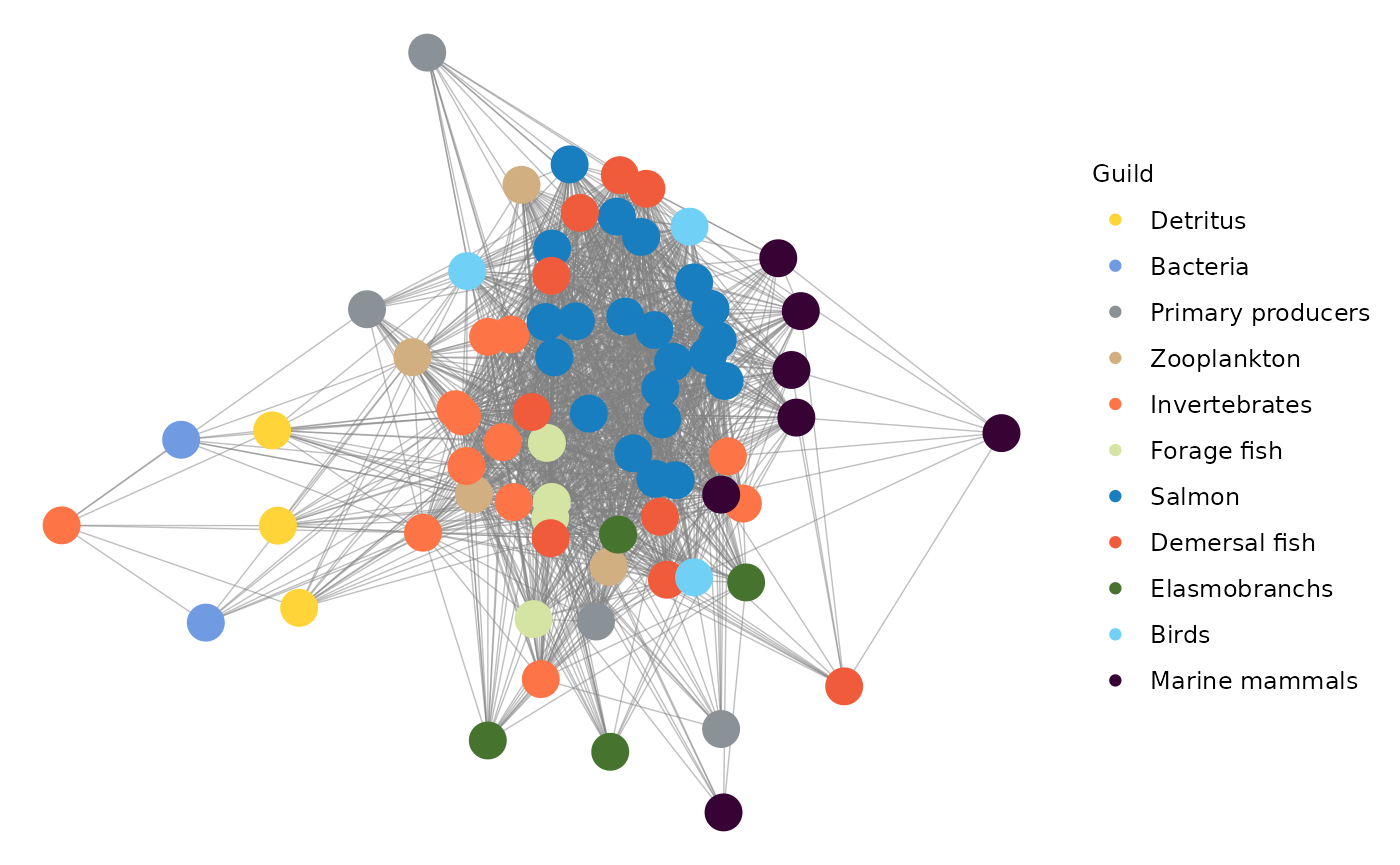 Guild
Detritus
Bacteria
Primary producers
Zooplankton
Invertebrates
Forage fish
Salmon
Demersal fish
Elasmobranchs
Birds
Marine mammals